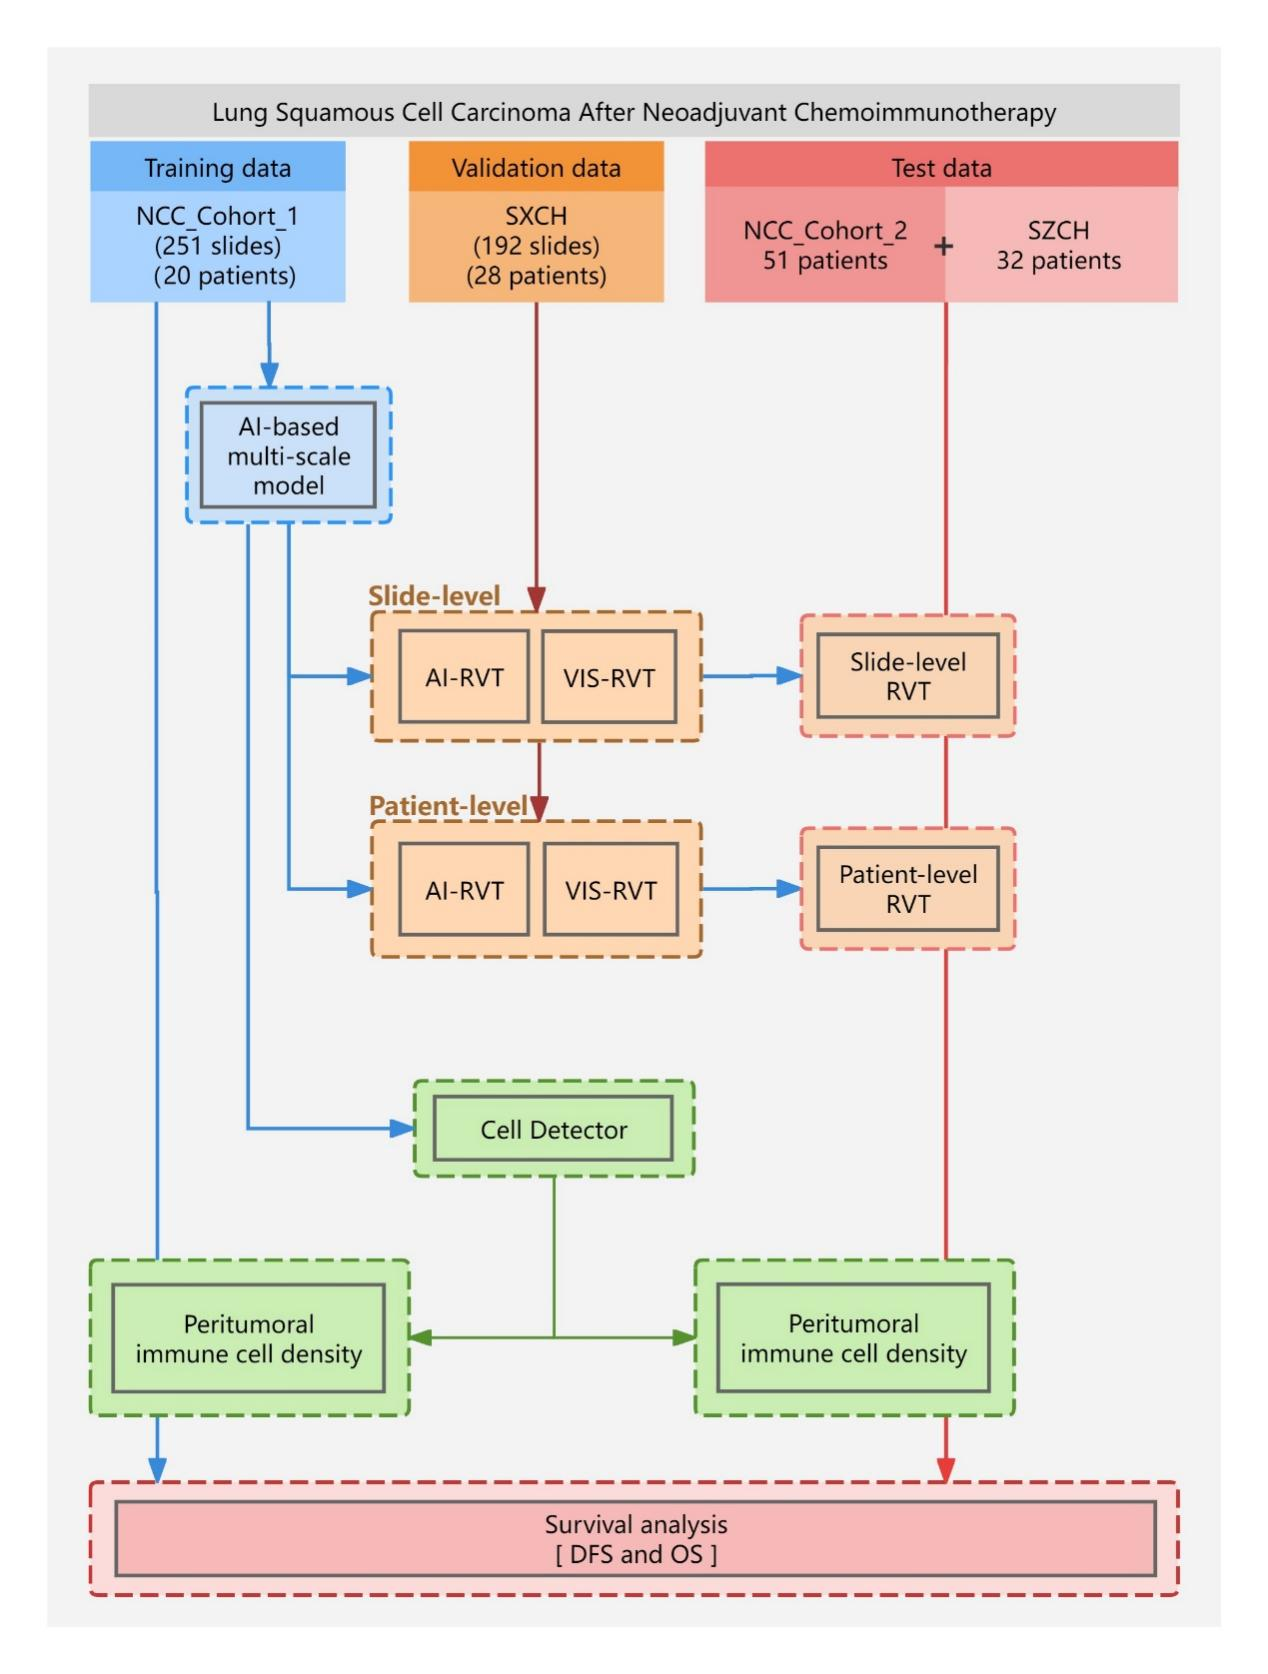 Lung Squamous Cell Carcinoma After Neoadjuvant Chemoimmunotherapy
Training data
NCC_Cohort_1
(251 slides)
(20 patients)
Validation data
SXCH
(192 slides)
(28 patients)
Test data
NCC_Cohort_2
51 patients
+
SZCH
32 patients
AI-based
multi-scale
model
Slide-level
AI-RVT
VIS-RVT
Slide-level
RVT
Patient-level
AI-RVT
VIS-RVT
Patient-level
RVT
Cell Detector
Peritumoral
immune cell density
Peritumoral
immune cell density
Survival analysis
[ DFS and OS ]